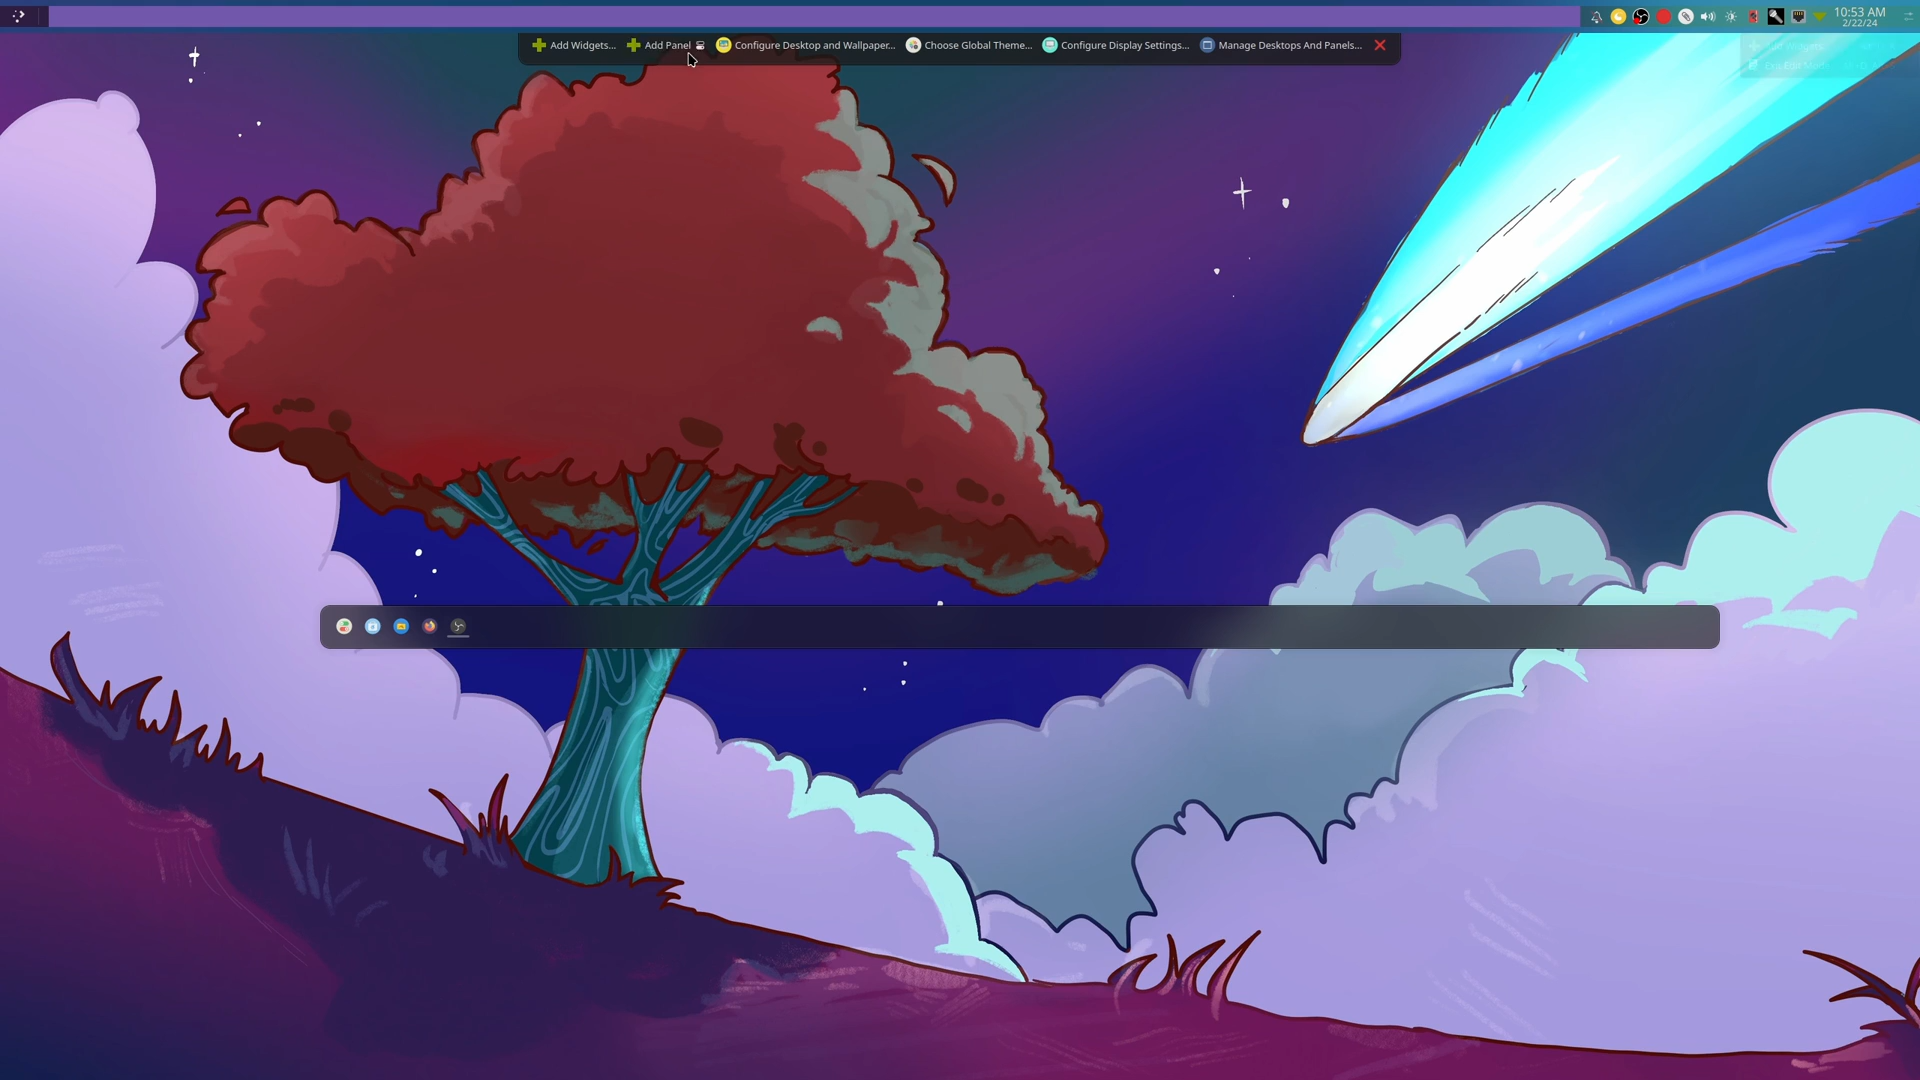 10:53 AM
2/22/24
Add Widgets...
Add Panel
Configure Desktop and Wallpaper...
Choose Global Theme...
Configure Display Settings...
Manage Desktops And Panels...